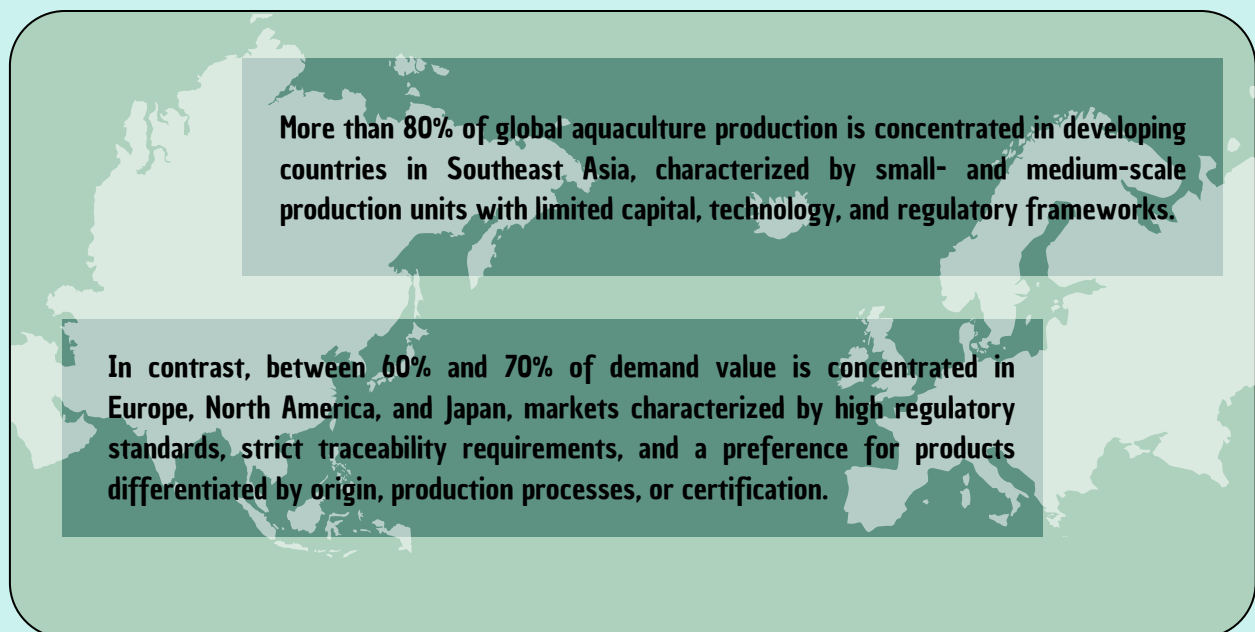 More than 80% of global aquaculture production is concentrated in developing
countries in Southeast Asia, characterized by small- and medium-scale
production units with limited capital, technology, and regulatory frameworks.
In contrast, between 60% and 70% of demand value is concentrated in
Europe, North America, and Japan, markets characterized by high regulatory
standards, strict traceability requirements, and a preference for products
differentiated by origin, production processes, or certification.